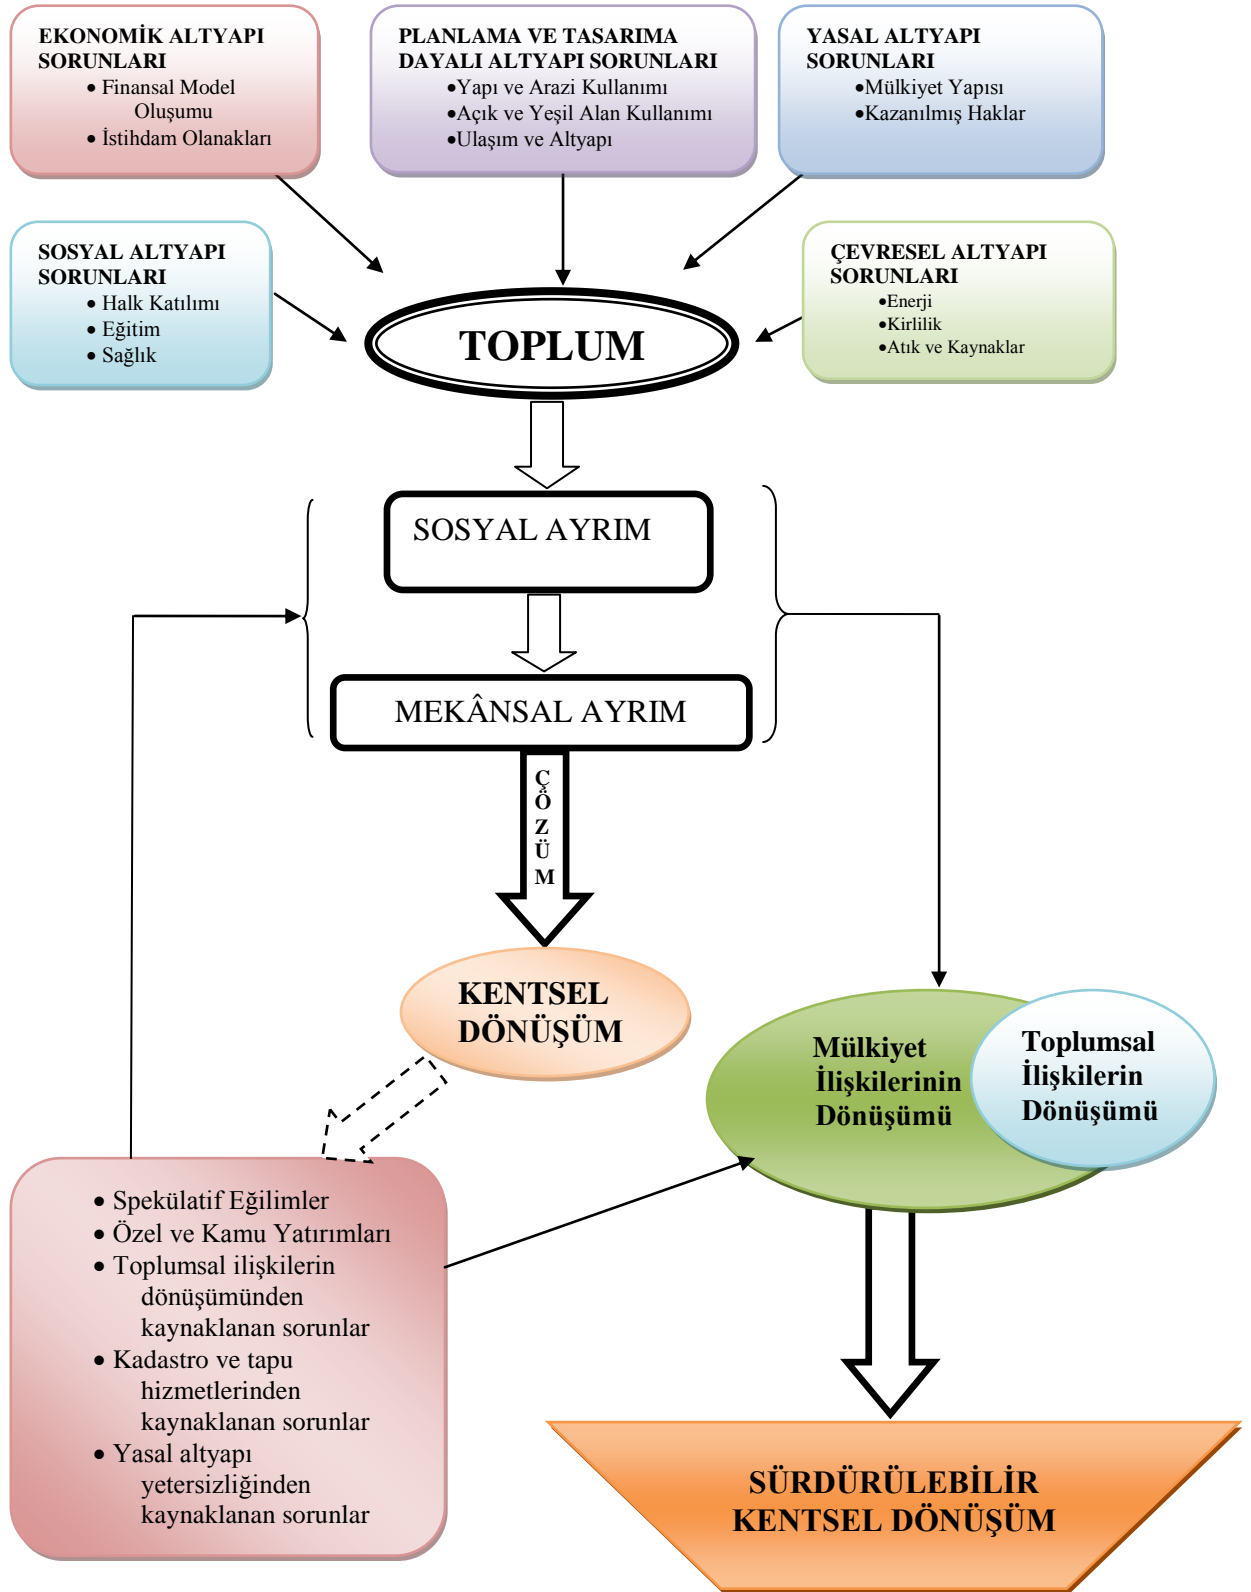 EKONOMİK ALTYAPI
SORUNLARI
• Finansal Model
Oluşumu
• İstihdam Olanakları
PLANLAMA VE TASARIMA
DAYALI ALTYAPI SORUNLARI
•Yapı ve Arazi Kullanımı
•Açık ve Yeşil Alan Kullanımı
•Ulaşım ve Altyapı
YASAL ALTYAPI
SORUNLARI
•Mülkiyet Yapısı
•Kazanılmış Haklar
SOSYAL ALTYAPI
SORUNLARI
• Halk Katılımı
• Eğitim
• Sağlık
ÇEVRESEL ALTYAPI
SORUNLARI
•Enerji
•Kirlilik
•Atık ve Kaynaklar
TOPLUM
SOSYAL AYRIM
MEKÂNSAL AYRIM
Ç
Ö
Z
Ü
M
KENTSEL
DÖNÜŞÜM
Mülkiyet
İlişkilerinin
Dönüşümü
Toplumsal
İlişkilerin
Dönüşümü
• Spekülatif Eğilimler
• Özel ve Kamu Yatırımları
• Toplumsal ilişkilerin
dönüşümünden
kaynaklanan sorunlar
• Kadastro ve tapu
hizmetlerinden
kaynaklanan sorunlar
• Yasal altyapı
yetersizliğinden
kaynaklanan sorunlar
SÜRDÜRÜLEBİLİR
KENTSEL DÖNÜŞÜM